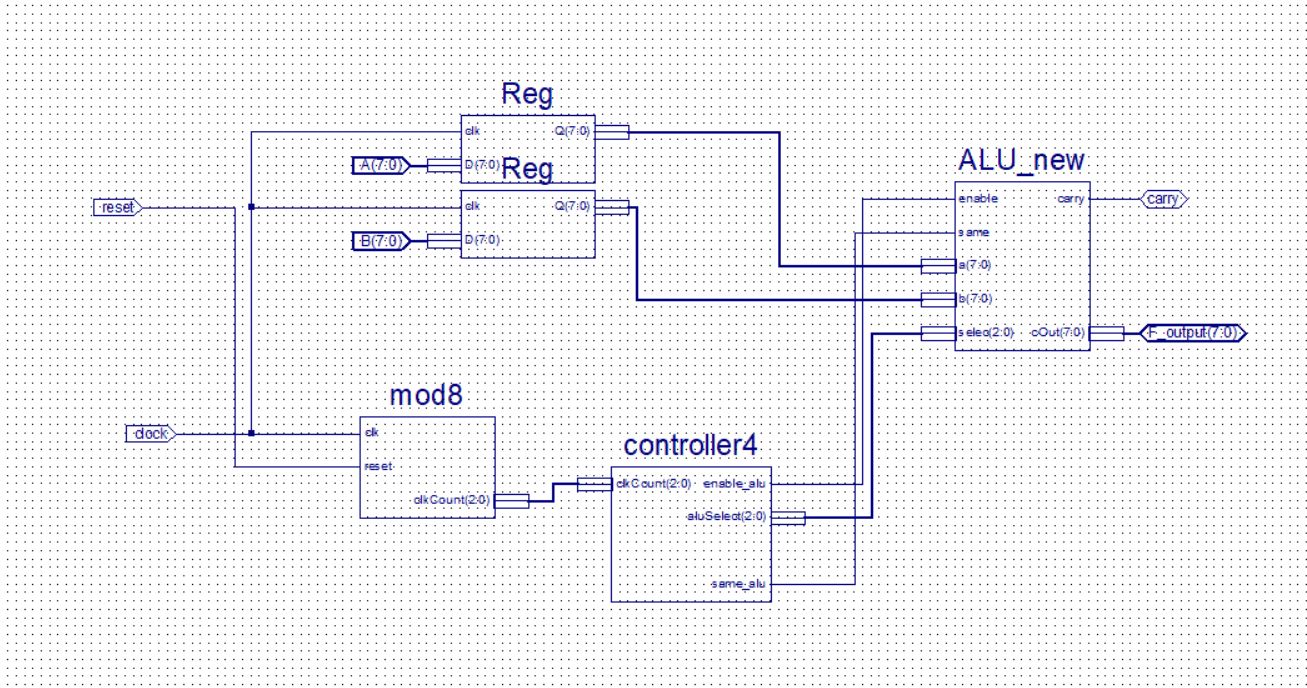 Reg
clk Q(7:0)
A(7:0) D(7:0)
Reg
clk Q(7:0)
B(7:0) D(7:0)
reset
ALU_new
enable carry carry
same
a(7:0)
b(7:0)
selec(2:0) cOut(7:0) F_output(7:0)
mod8
clock clk
reset
clkCount(2:0)
controller4
clkCount(2:0) enable_alu
aluSelect(2:0)
same_alu